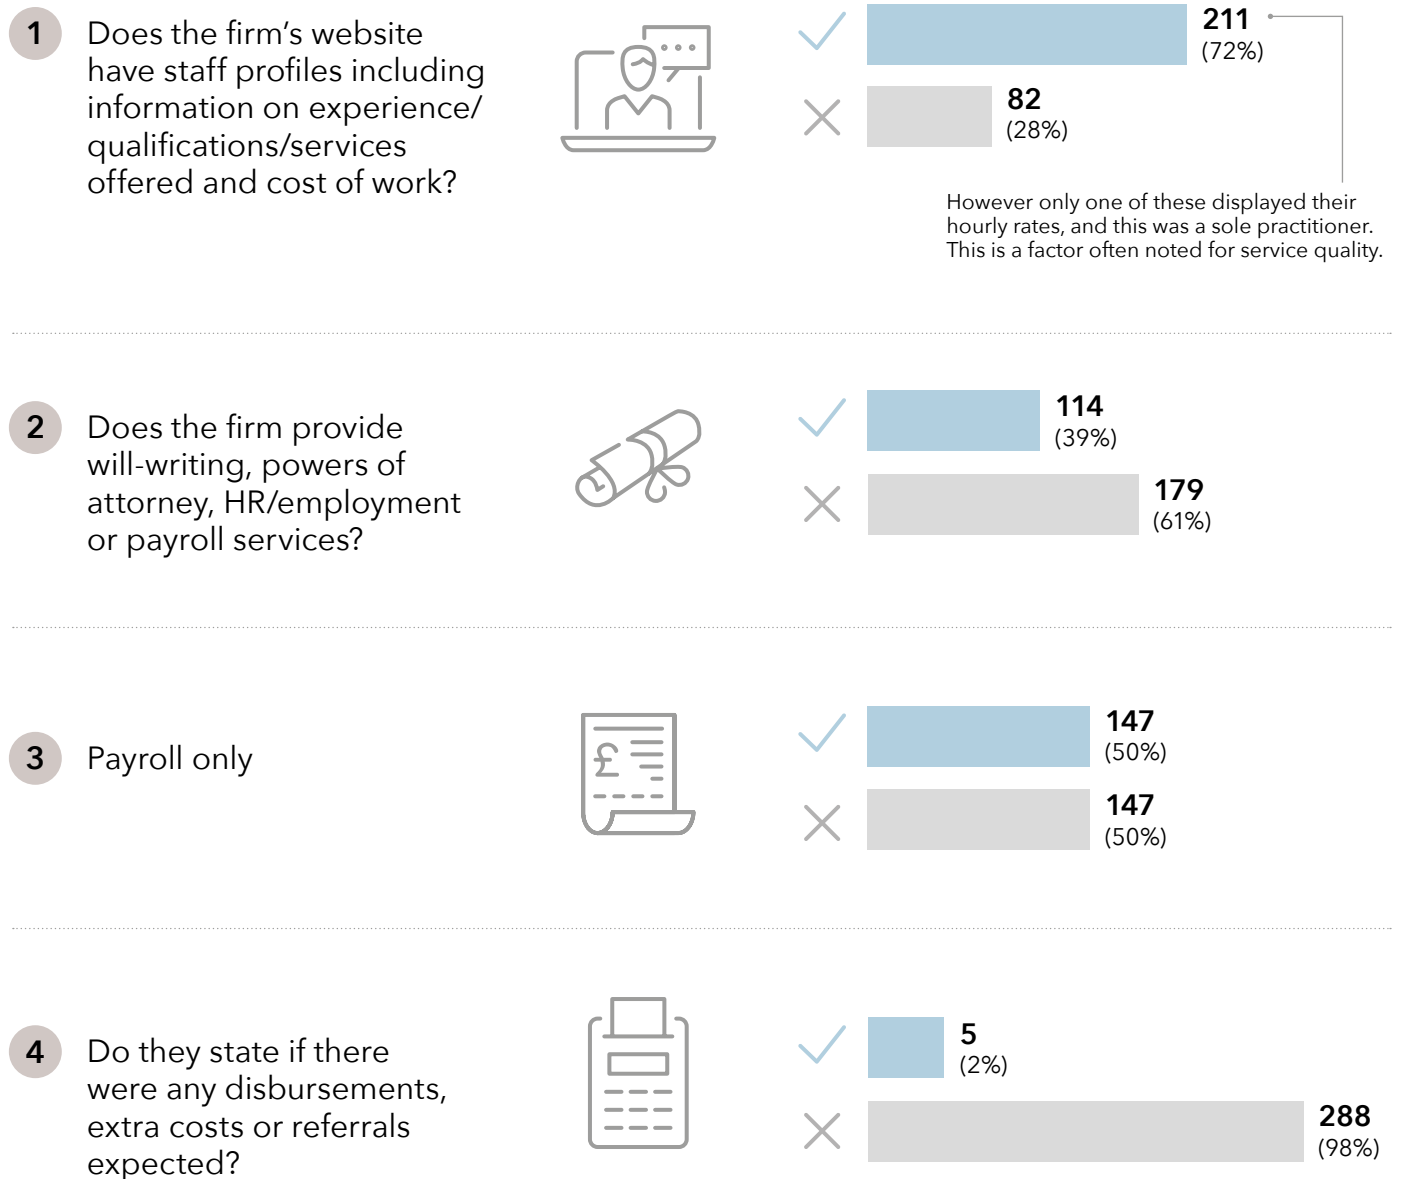 1
Does the firm’s website
have staff profiles including
information on experience/
qualifications/services
offered and cost of work?
211
(72%)
82
(28%)
However only one of these displayed their
hourly rates, and this was a sole practitioner.
This is a factor often noted for service quality.
2
Does the firm provide
will-writing, powers of
attorney, HR/employment
or payroll services?
114
(39%)
179
(61%)
3
Payroll only
£
147
(50%)
147
(50%)
4
Do they state if there
were any disbursements,
extra costs or referrals
expected?
5
(2%)
288
(98%)